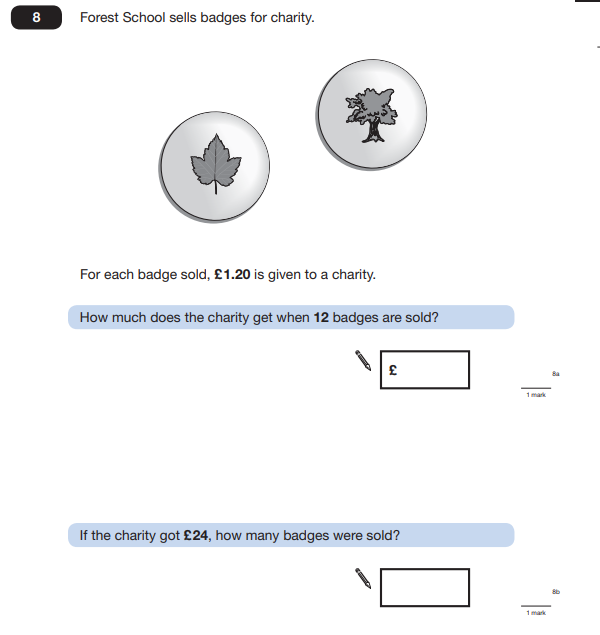 8
Forest School sells badges for charity.
For each badge sold, £1.20 is given to a charity.
How much does the charity get when 12 badges are sold?
£
8a
1 mark
If the charity got £24, how many badges were sold?
8b
1 mark